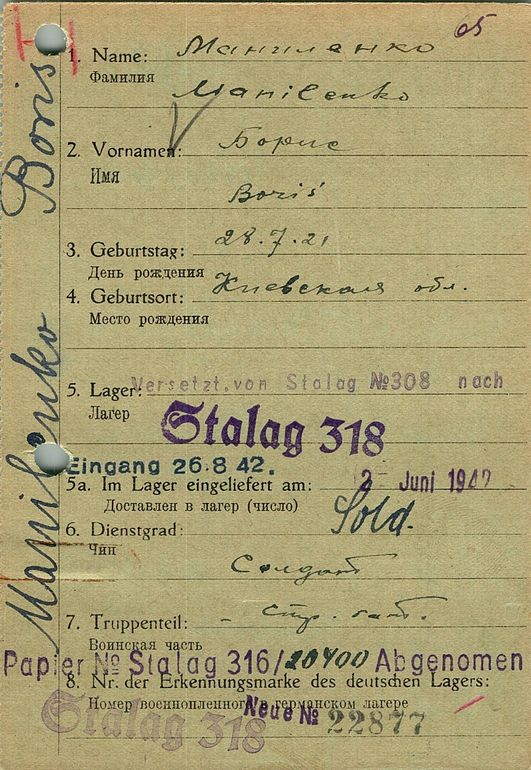 05
1. Name: Маниленко
Фамилия
Manilenko
2. Vornamen: Борис
Имя
Boris
3. Geburtstag: 28.7.21
День рождения
4. Geburtsort: Киевская обл.
Место рождения
5. Lager: Versetzt von Stalag №308 nach
Лагер
Stalag 318
Eingang 26.8 42.
5a. Im Lager eingeliefert am: 2. Juni 1942
Доставлен в лагер (число)
6. Dienstgrad: Sold.
Чин
Солдат
7. Truppenteil: - Стр. бат.
Воинская часть
Papier № Stalag 316/20400 Abgenomen
8. Nr. der Erkennungsmarke des deutschen Lagers:
Номер военнопленного в германском лагере
Stalag 318 Neue № 22877
Manilenko Boris